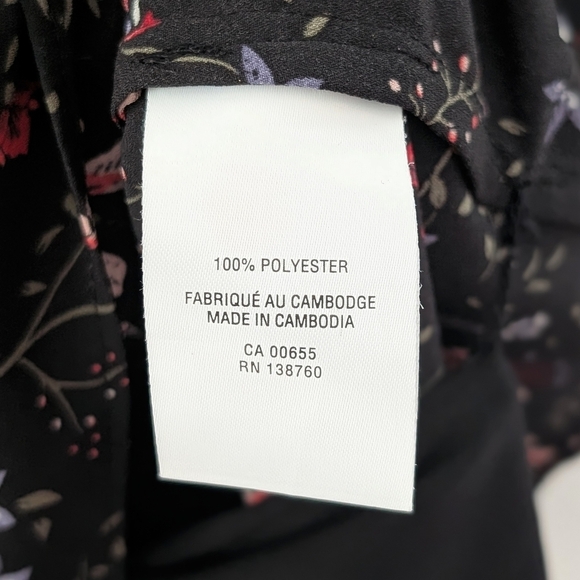 100% POLYESTER
FABRIQUÉ AU CAMBODGE
MADE IN CAMBODIA
CA 00655
RN 138760